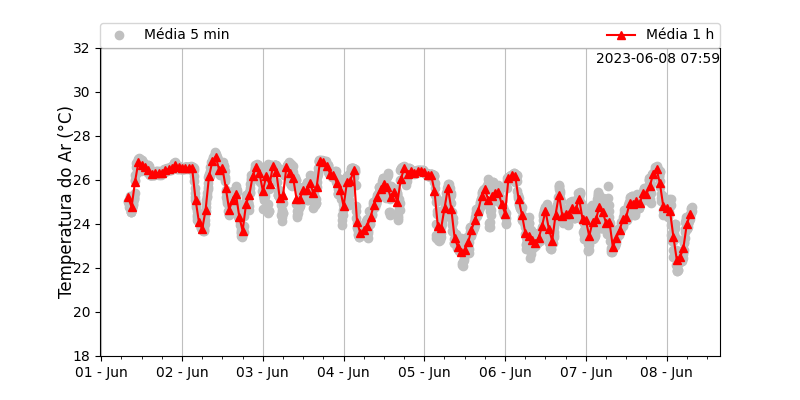 Média 5 min
Média 1 h
2023-06-08 07:59
Temperatura do Ar (°C)
32
30
28
26
24
22
20
18
01 - Jun
02 - Jun
03 - Jun
04 - Jun
05 - Jun
06 - Jun
07 - Jun
08 - Jun